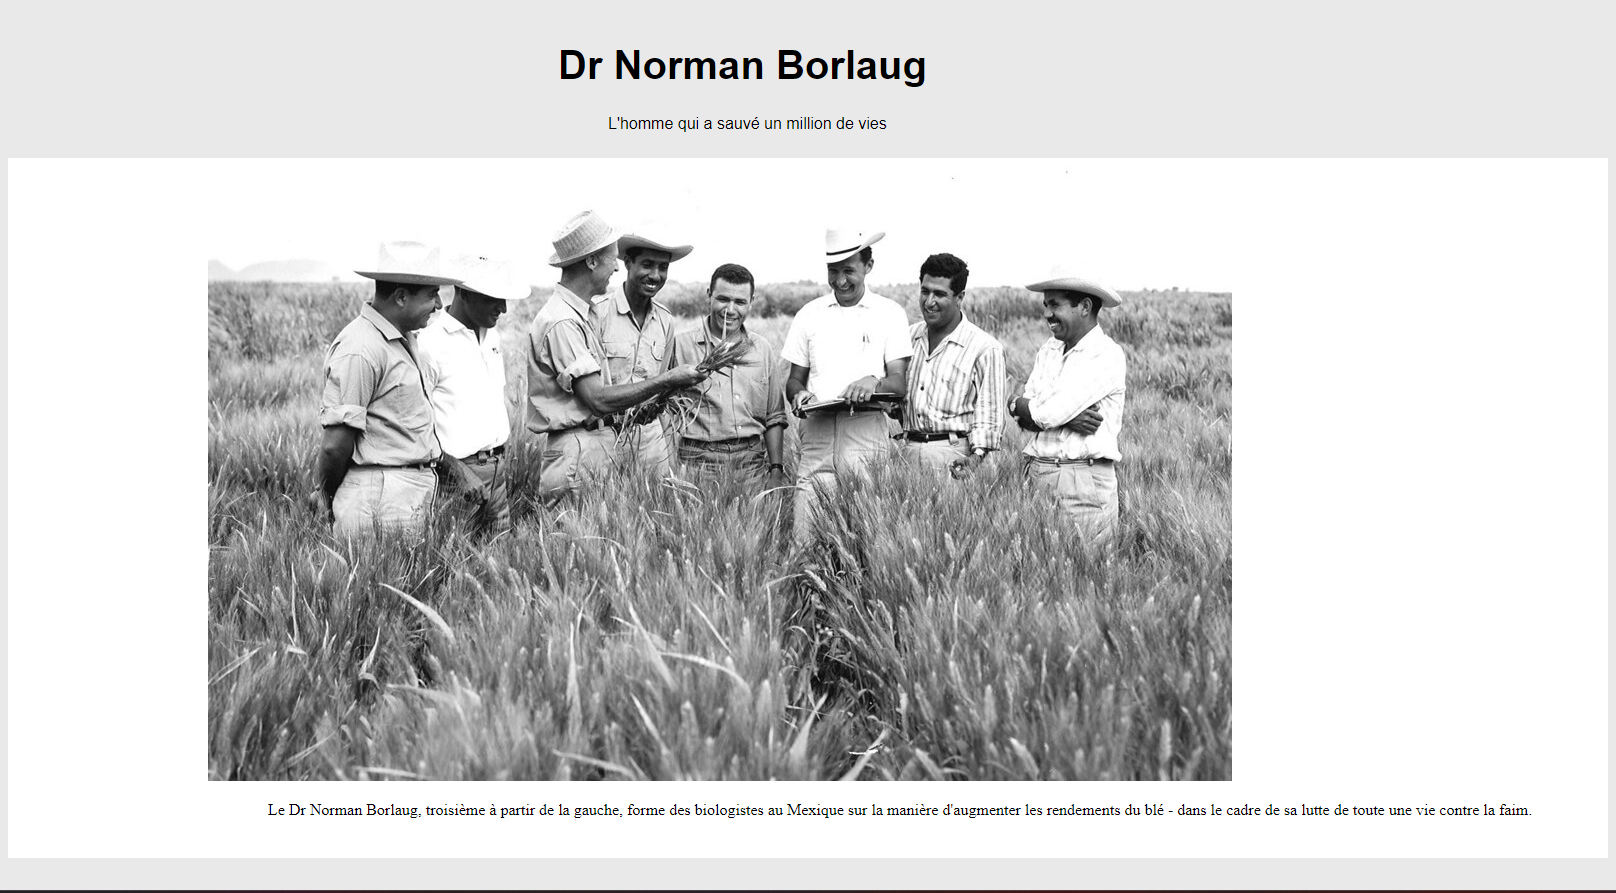 Dr Norman Borlaug
L'homme qui a sauvé un million de vies
Le Dr Norman Borlaug, troisième à partir de la gauche, forme des biologistes au Mexique sur la manière d'augmenter les rendements du blé - dans le cadre de sa lutte de toute une vie contre la faim.